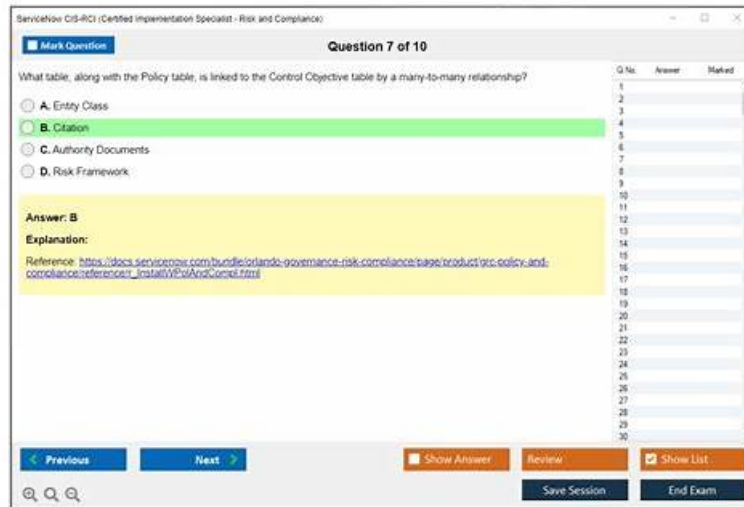 ServiceNow CIS-RCI (Certified Implementation Specialist - Risk and Compliance)
Mark Question
Question 7 of 10
What table, along with the Policy table, is linked to the Control Objective table by a many-to-many relationship?
A. Entity Class
B. Citation
C. Authority Documents
D. Risk Framework
Answer: B
Explanation:
Reference: https://docs.servicenow.com/bundle/orlando-governance-risk-compliance/page/product/grc-policy-and-
compliance/reference/r_InstallWPolAndCompl.html
Q No. Answer Marked
1
2
3
4
5
6
7
8
9
10
11
12
13
14
15
16
17
18
19
20
21
22
23
24
25
26
27
28
29
30
Previous
Next
Show Answer
Review
Show List
Save Session
End Exam